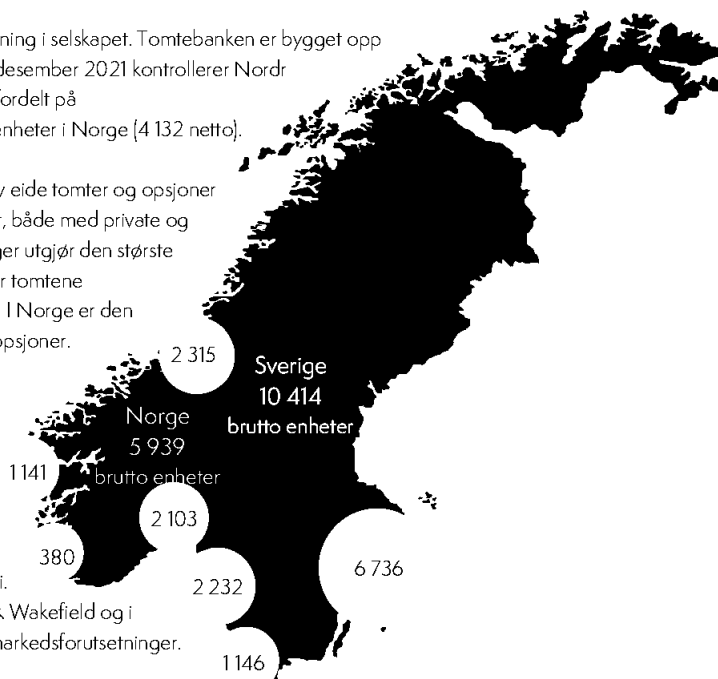 ning i selskapet. Tomtebanken er bygget opp
desember 2021 kontrollerer Nordr
ordelt på
enheter i Norge (4 132 netto).
v eide tomter og opsjoner
r, både med private og
ger utgjør den største
r tomtene
I Norge er den
opsjoner.
2 315
Sverige
10 414
brutto enheter
Norge
5 939
brutto enheter
1 141
2 103
380
2 232
6 736
i.
& Wakefield og i
narkedsforutsetninger.
1 146